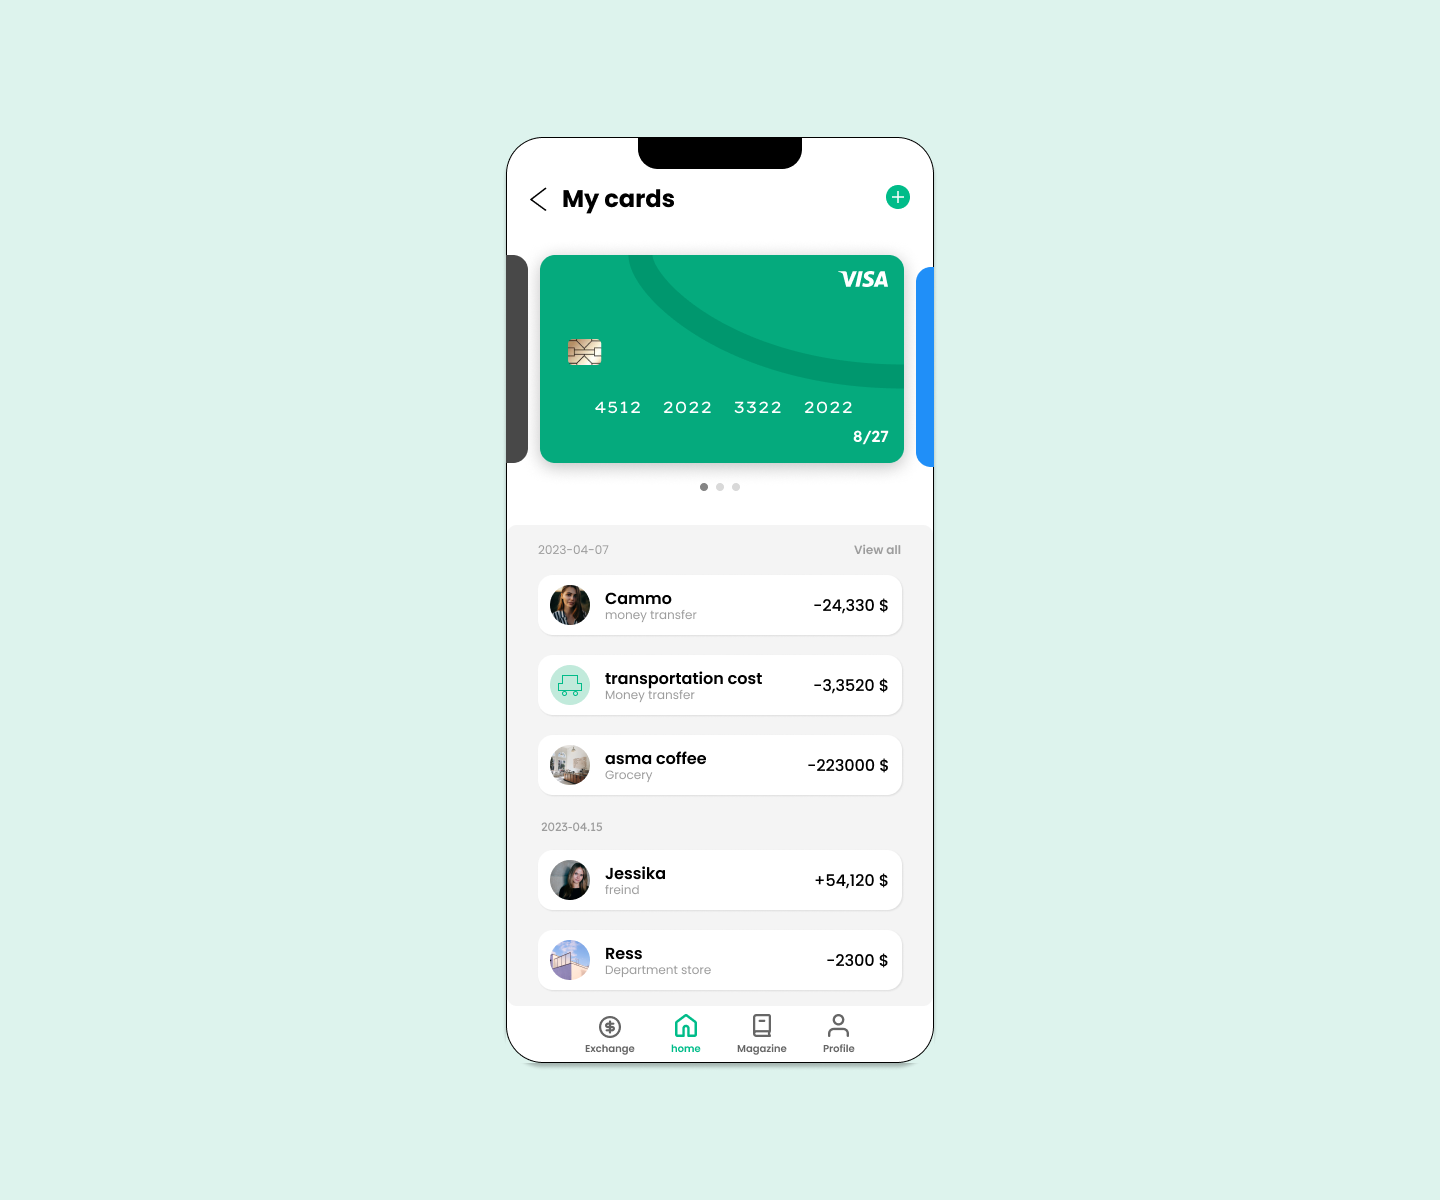 My cards
VISA
4512 2022 3322 2022
8/27
2023-04-07 View all
Cammo
money transfer
-24,330 $
transportation cost
Money transfer
-3,3520 $
asma coffee
Grocery
-223000 $
2023-04.15
Jessika
freind
+54,120 $
Ress
Department store
-2300 $
Exchange home Magazine Profile